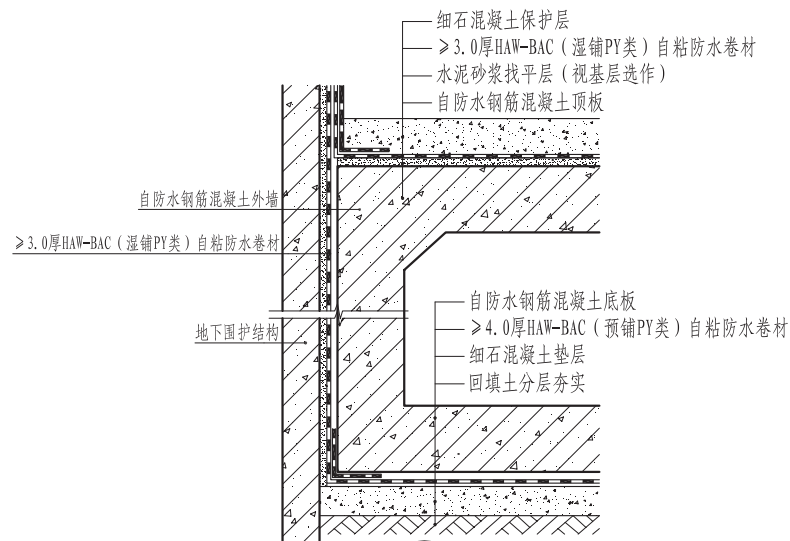 细石混凝土保护层
≥3.0厚HAW-BAC（湿铺PY类）自粘防水卷材
水泥砂浆找平层（视基层选作）
自防水钢筋混凝土顶板
自防水钢筋混凝土外墙
≥3.0厚HAW-BAC（湿铺PY类）自粘防水卷材
自防水钢筋混凝土底板
≥4.0厚HAW-BAC（预铺PY类）自粘防水卷材
地下围护结构
细石混凝土垫层
回填土分层夯实